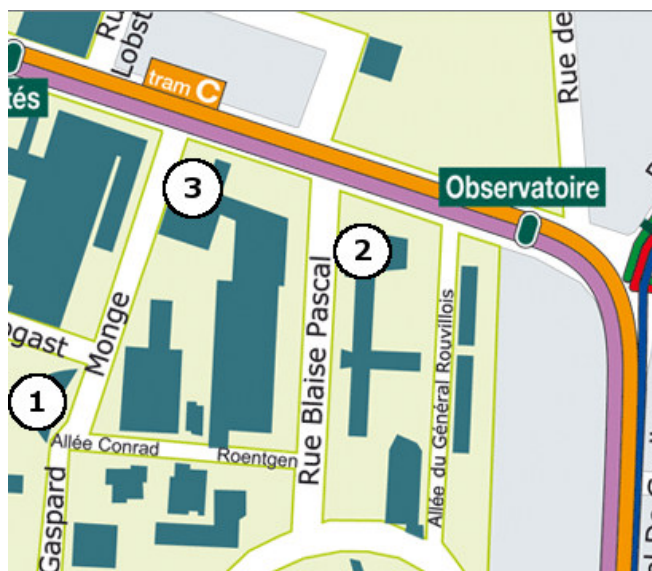 Ru
Lobst
tram C
Rue de
tés
3
Observatoire
2
ogast
Monge
Rue Blaise Pascal
Allée du Général Rouvillois
1
Allée Conrad
Roentgen
Gaspard